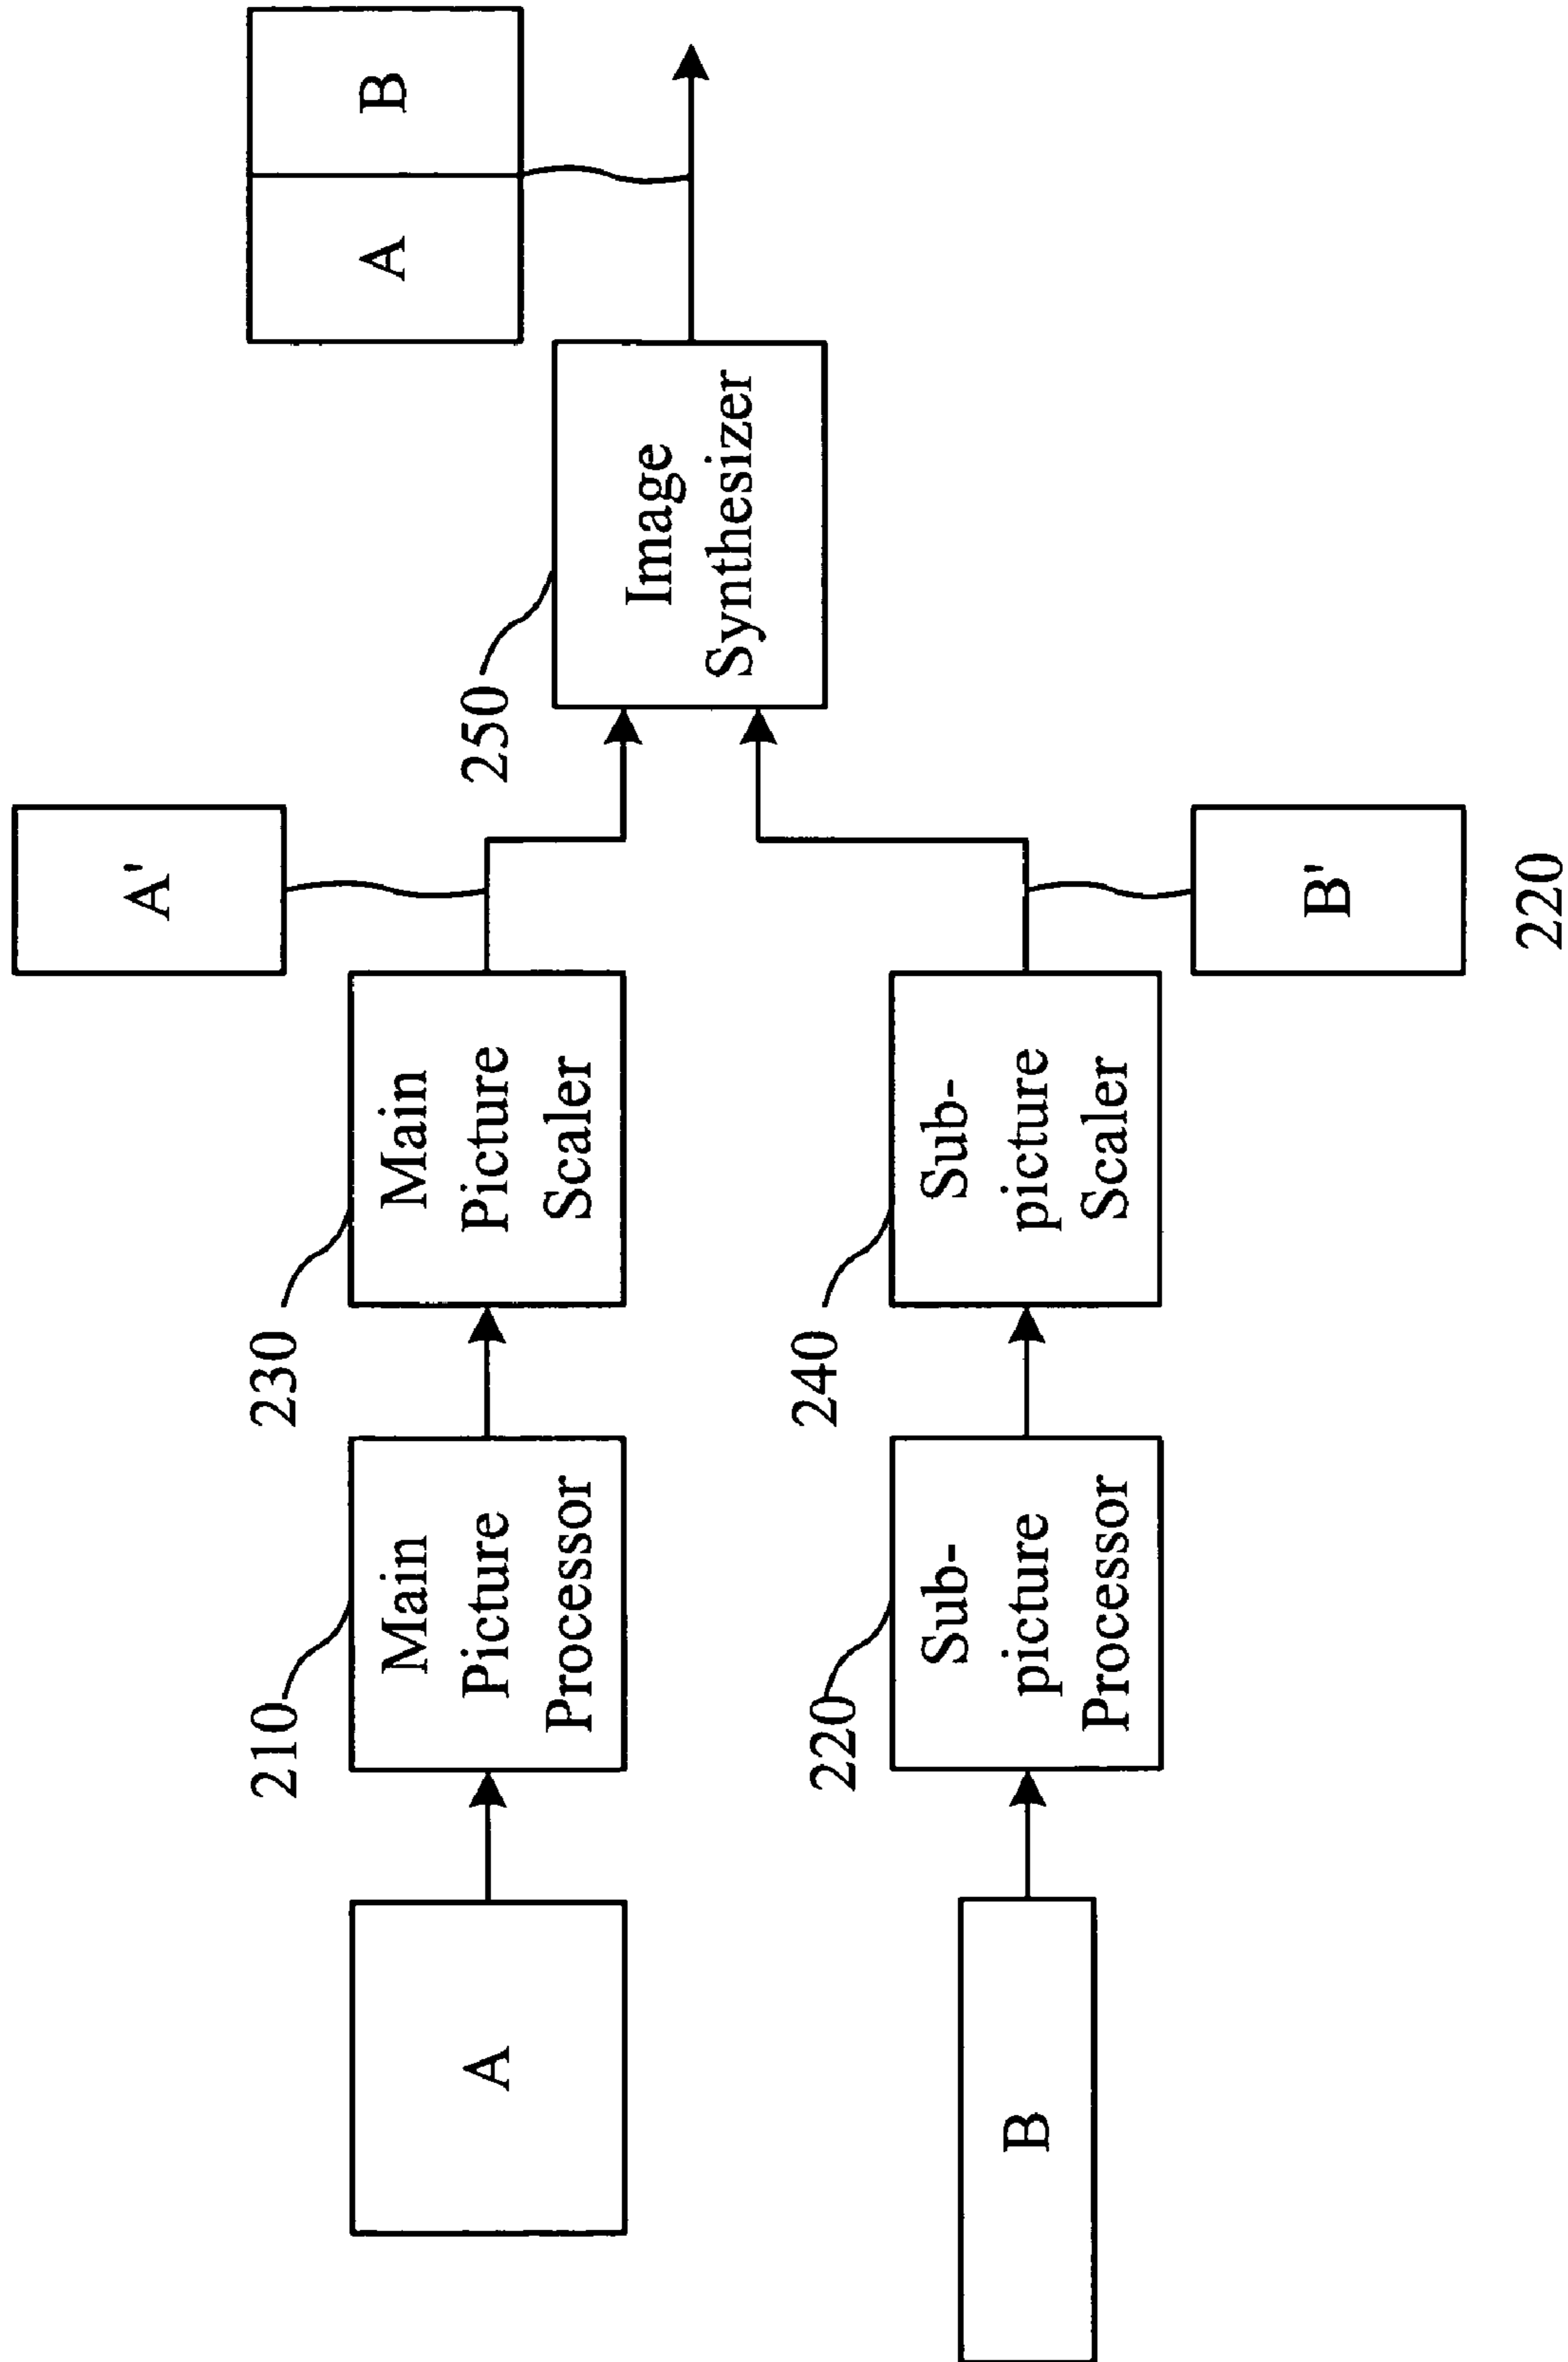 A
210
Main
Picture
Processor
230
Main
Picture
Scaler
A'
250
Image
Synthesizer
A
B
B
220
Sub-
picture
Processor
240
Sub-
picture
Scaler
B'
220